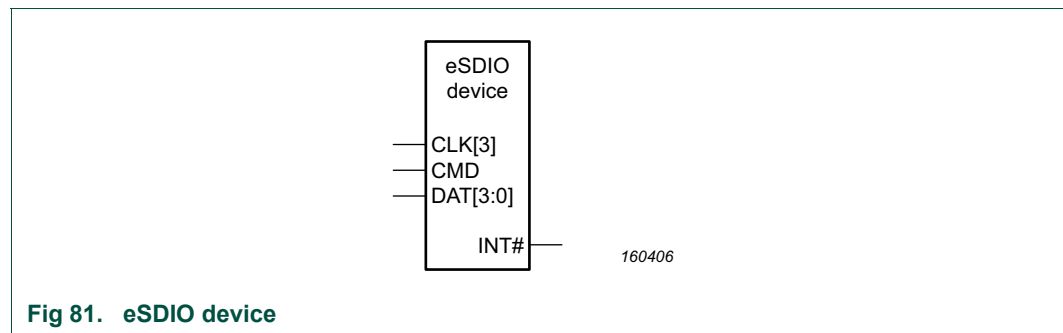 eSDIO
device
CLK[3]
CMD
DAT[3:0]
INT#
160406
Fig 81. eSDIO device